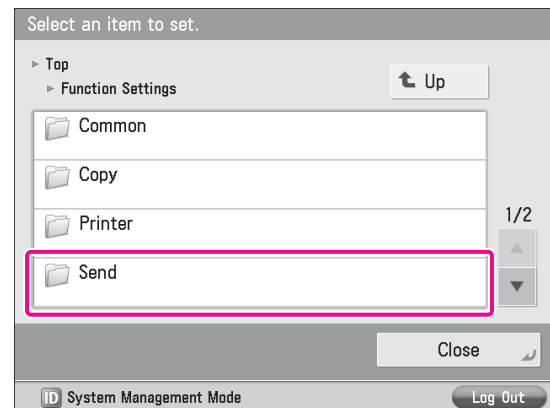 Select an item to set.
Top
Function Settings
Up
Common
Copy
Printer
Send
1/2
Close
ID System Management Mode
Log Out